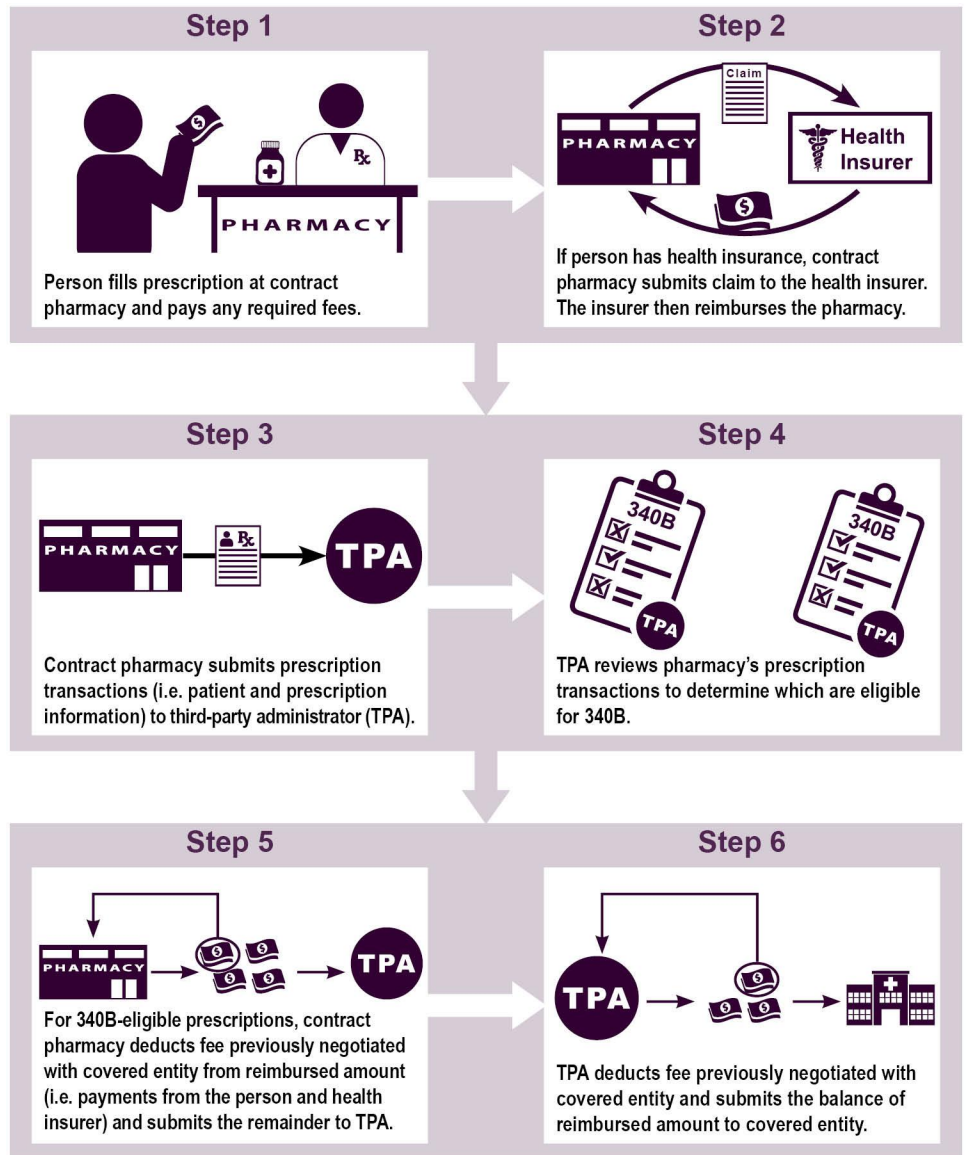 Step 1
PHARMACY
Rx
Person fills prescription at contract
pharmacy and pays any required fees.
Step 2
Claim
PHARMACY
Health
Insurer
If person has health insurance, contract
pharmacy submits claim to the health insurer.
The insurer then reimburses the pharmacy.
Step 3
PHARMACY
Rx
TPA
Contract pharmacy submits prescription
transactions (i.e. patient and prescription
information) to third-party administrator (TPA).
Step 4
340B
TPA
340B
TPA
TPA reviews pharmacy’s prescription
transactions to determine which are eligible
for 340B.
Step 5
PHARMACY
$
$
$
$
TPA
For 340B-eligible prescriptions, contract
pharmacy deducts fee previously negotiated
with covered entity from reimbursed amount
(i.e. payments from the person and health
insurer) and submits the remainder to TPA.
Step 6
TPA
$
$
$
TPA deducts fee previously negotiated with
covered entity and submits the balance of
reimbursed amount to covered entity.